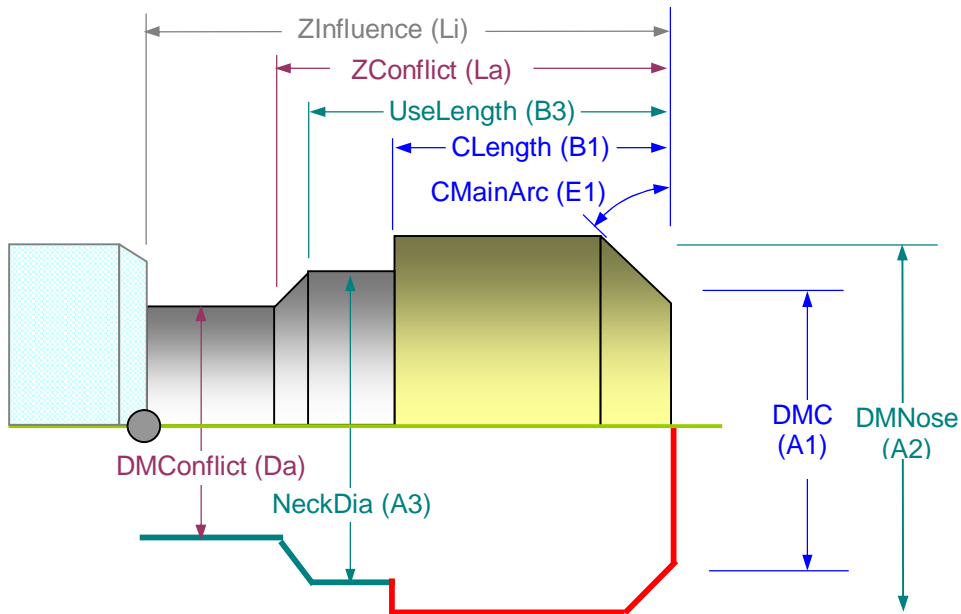 ZInfluence (Li)
ZConflict (La)
UseLength (B3)
CLength (B1)
CMainArc (E1)
DMC
(A1)
DMNose
(A2)
DMConflict (Da)
NeckDia (A3)